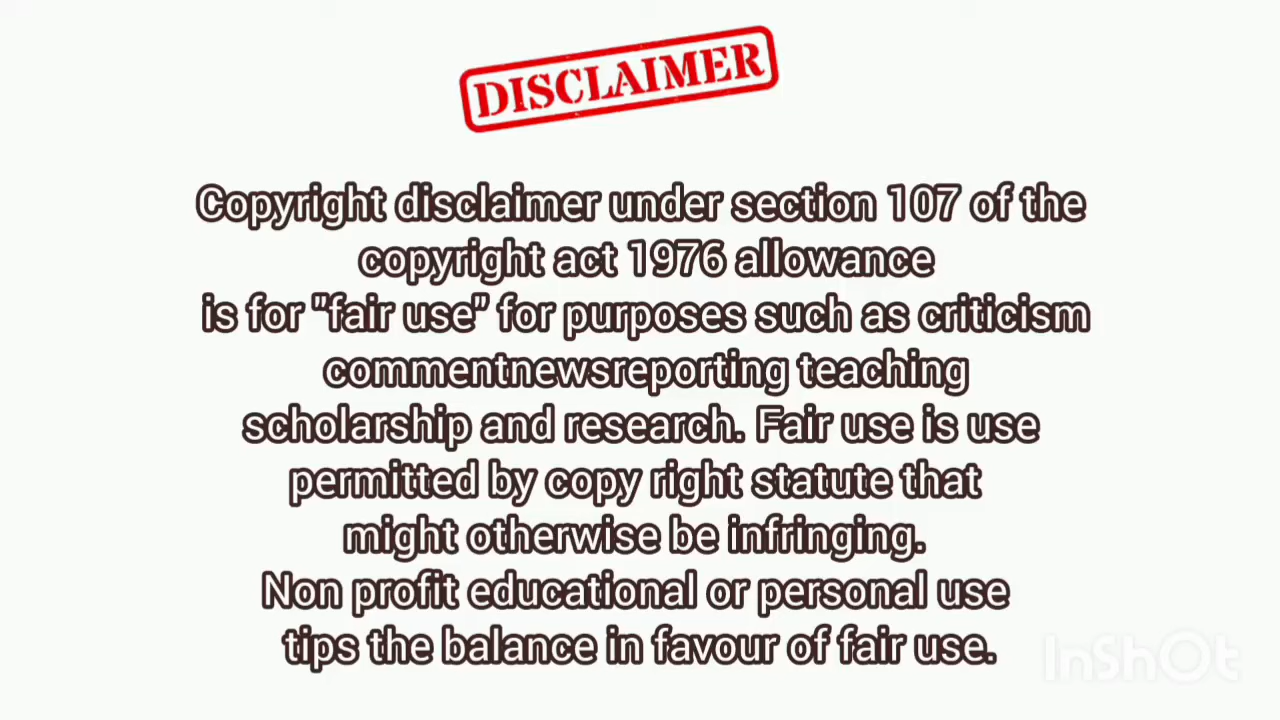 DISCLAIMER
Copyright disclaimer under section 107 of the
copyright act 1976 allowance
is for "fair use" for purposes such as criticism
commentnewsreporting teaching
scholarship and research. Fair use is use
permitted by copy right statute that
might otherwise be infringing.
Non profit educational or personal use
tips the balance in favour of fair use.
InShOt